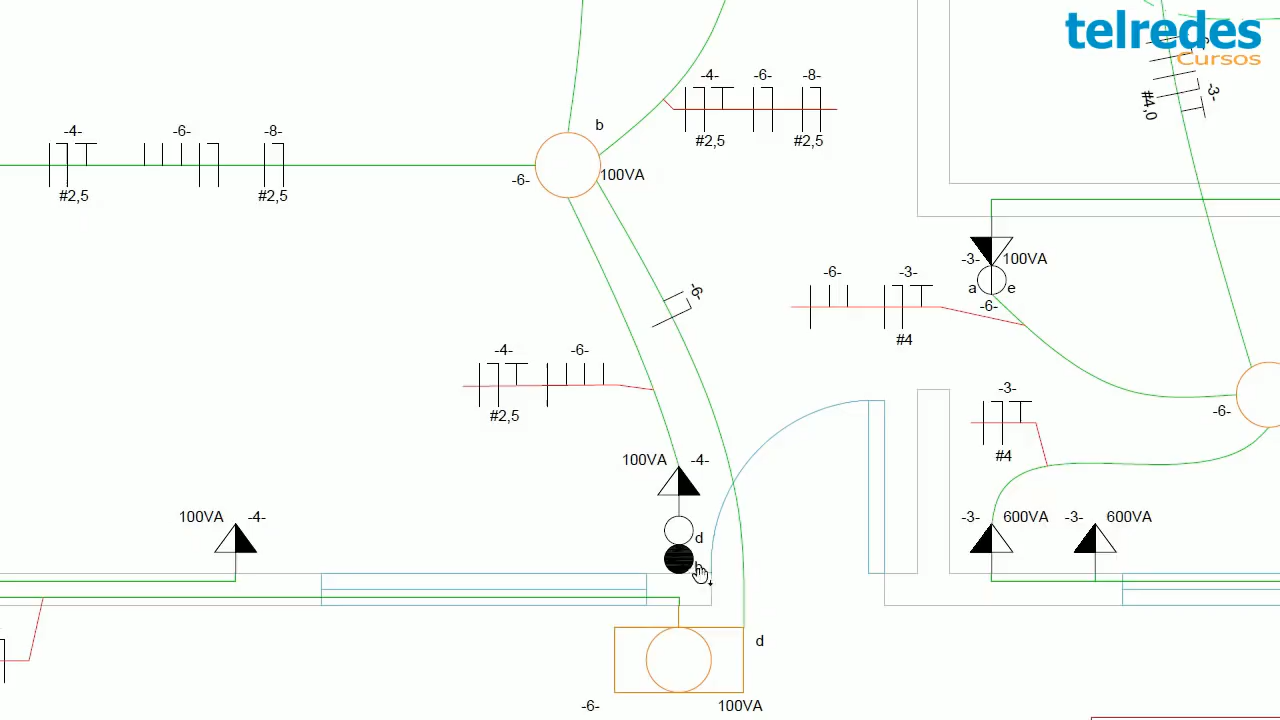 telredes
Cursos
-4- -6- -8-
#2,5 #2,5
-3-
#4,0
b
-4- -6- -8-
#2,5 #2,5
-6- 100VA
-3- 100VA
a e
-6-
-6- -3-
#4
-6-
-4- -6-
#2,5
-3-
#4
-6-
100VA -4-
100VA -4-
d
-3- 600VA -3- 600VA
d
-6- 100VA